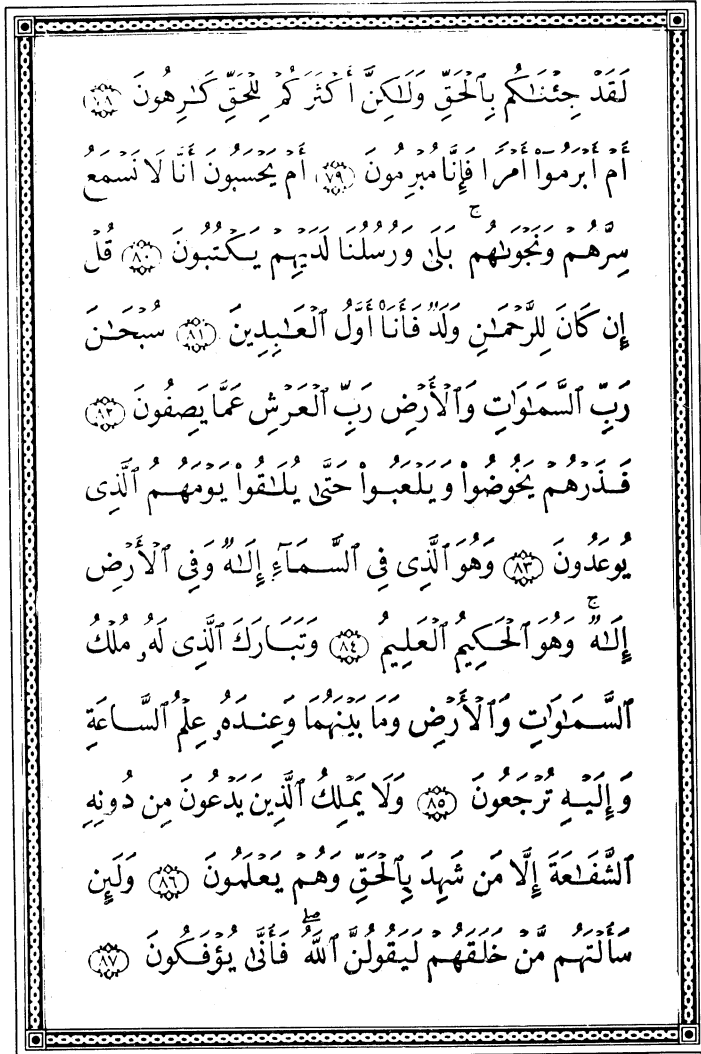 لَقَدْ جِئْنَٰكُم بِٱلْحَقِّ وَلَٰكِنَّ أَكْثَرَكُمْ لِلْحَقِّ كَٰرِهُونَ ٧٨
أَمْ أَبْرَمُوٓا۟ أَمْرًا فَإِنَّا مُبْرِمُونَ ٧٩ أَمْ يَحْسَبُونَ أَنَّا لَا نَسْمَعُ
سِرَّهُمْ وَنَجْوَىٰهُم ۚ بَلَىٰ وَرُسُلُنَا لَدَيْهِمْ يَكْتُبُونَ ٨٠ قُلْ
إِن كَانَ لِلرَّحْمَٰنِ وَلَدٌ فَأَنَا۠ أَوَّلُ ٱلْعَٰبِدِينَ ٨١ سُبْحَٰنَ
رَبِّ ٱلسَّمَٰوَٰتِ وَٱلْأَرْضِ رَبِّ ٱلْعَرْشِ عَمَّا يَصِفُونَ ٨٢
فَذَرْهُمْ يَخُوضُوا۟ وَيَلْعَبُوا۟ حَتَّىٰ يُلَٰقُوا۟ يَوْمَهُمُ ٱلَّذِى
يُوعَدُونَ ٨٣ وَهُوَ ٱلَّذِى فِى ٱلسَّمَآءِ إِلَٰهٌ وَفِى ٱلْأَرْضِ
إِلَٰهٌ ۚ وَهُوَ ٱلْحَكِيمُ ٱلْعَلِيمُ ٨٤ وَتَبَارَكَ ٱلَّذِى لَهُۥ مُلْكُ
ٱلسَّمَٰوَٰتِ وَٱلْأَرْضِ وَمَا بَيْنَهُمَا وَعِندَهُۥ عِلْمُ ٱلسَّاعَةِ
وَإِلَيْهِ تُرْجَعُونَ ٨٥ وَلَا يَمْلِكُ ٱلَّذِينَ يَدْعُونَ مِن دُونِهِ
ٱلشَّفَٰعَةَ إِلَّا مَن شَهِدَ بِٱلْحَقِّ وَهُمْ يَعْلَمُونَ ٨٦ وَلَئِن
سَأَلْتَهُم مَّنْ خَلَقَهُمْ لَيَقُولُنَّ ٱللَّهُ ۖ فَأَنَّىٰ يُؤْفَكُونَ ٨٧